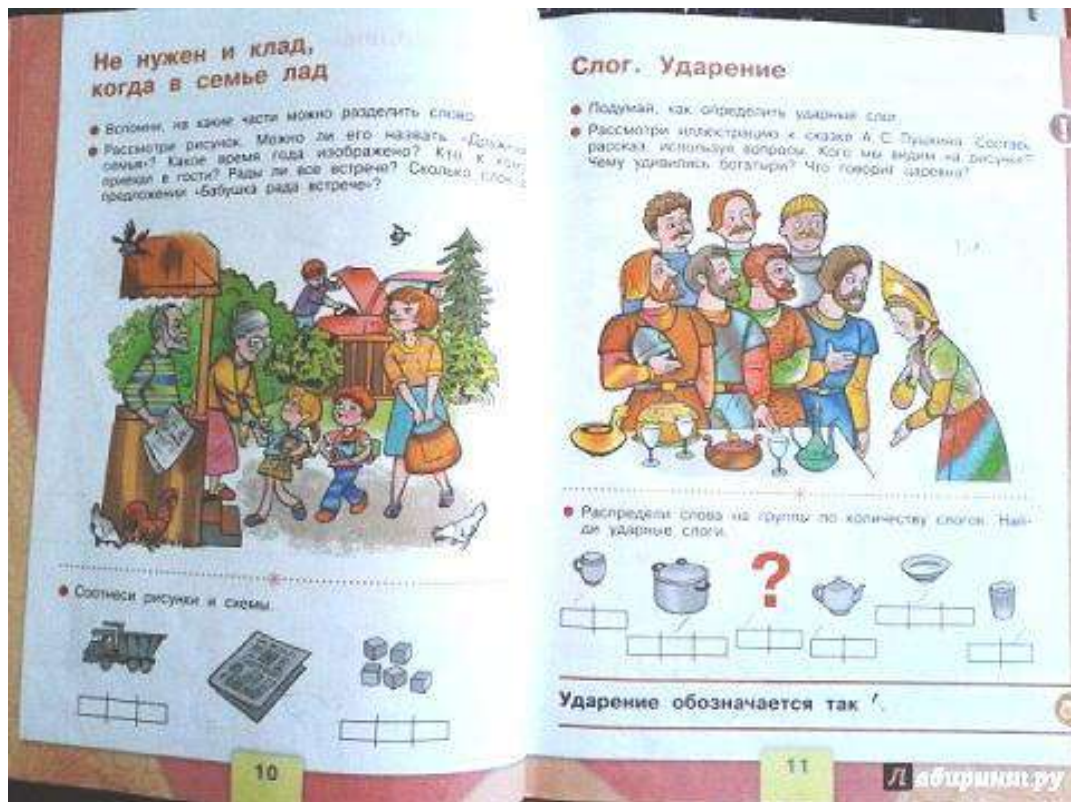 Не нужен и клад,
когда в семье лад
● Вспомни, на какие части можно разделить слово.
● Рассмотри рисунок. Можно ли его назвать «Дружная
семья»? Какое время года изображено? Кто к кому
приехал в гости? Рады ли все встрече? Сколько слов в
предложении «Бабушка рада встрече»?
● Соотнеси рисунки и схемы.
10
Слог. Ударение
● Подумай, как определить ударный слог.
● Рассмотри иллюстрацию к сказке А. С. Пушкина. Составь
рассказ, используя вопросы. Кого мы видим на рисунке?
Чему удивились богатыри? Что говорит царевна?
● Распредели слова на группы по количеству слогов. Най-
ди ударные слоги.
?
Ударение обозначается так ′.
11
Лабиринт.ру